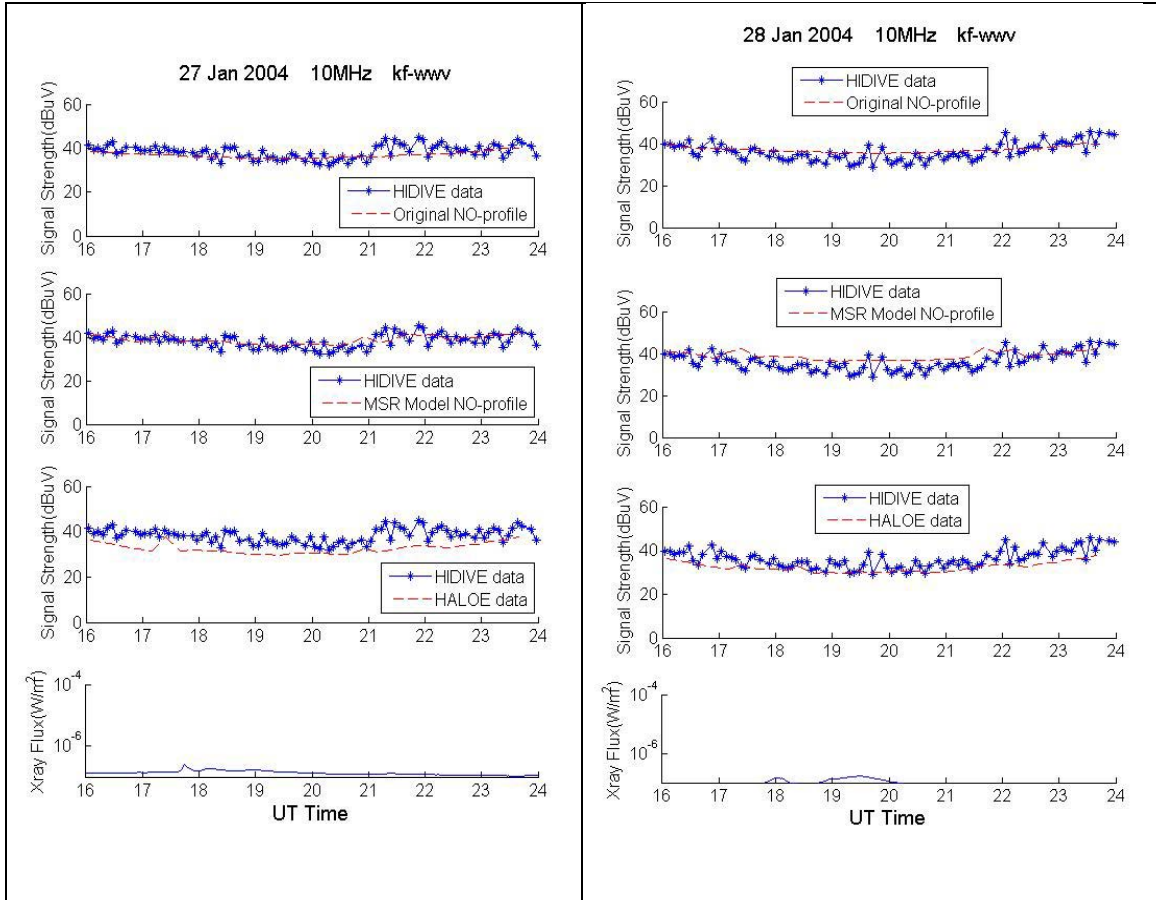 27 Jan 2004 10MHz kf-wwv
Signal Strength(dBuV)
60
40
20
0
HIDIVE data
Original NO-profile
16 17 18 19 20 21 22 23 24
Signal Strength(dBuV)
60
40
20
0
HIDIVE data
MSR Model NO-profile
16 17 18 19 20 21 22 23 24
Signal Strength(dBuV)
60
40
20
0
HIDIVE data
HALOE data
16 17 18 19 20 21 22 23 24
Xray Flux(W/m²)
10⁻⁴
10⁻⁶
16 17 18 19 20 21 22 23 24
UT Time
28 Jan 2004 10MHz kf-wwv
HIDIVE data
Original NO-profile
Signal Strength(dBuV)
60
40
20
0
16 17 18 19 20 21 22 23 24
HIDIVE data
MSR Model NO-profile
Signal Strength(dBuV)
60
40
20
0
16 17 18 19 20 21 22 23 24
HIDIVE data
HALOE data
Signal Strength(dBuV)
60
40
20
0
16 17 18 19 20 21 22 23 24
Xray Flux(W/m²)
10⁻⁴
10⁻⁶
16 17 18 19 20 21 22 23 24
UT Time